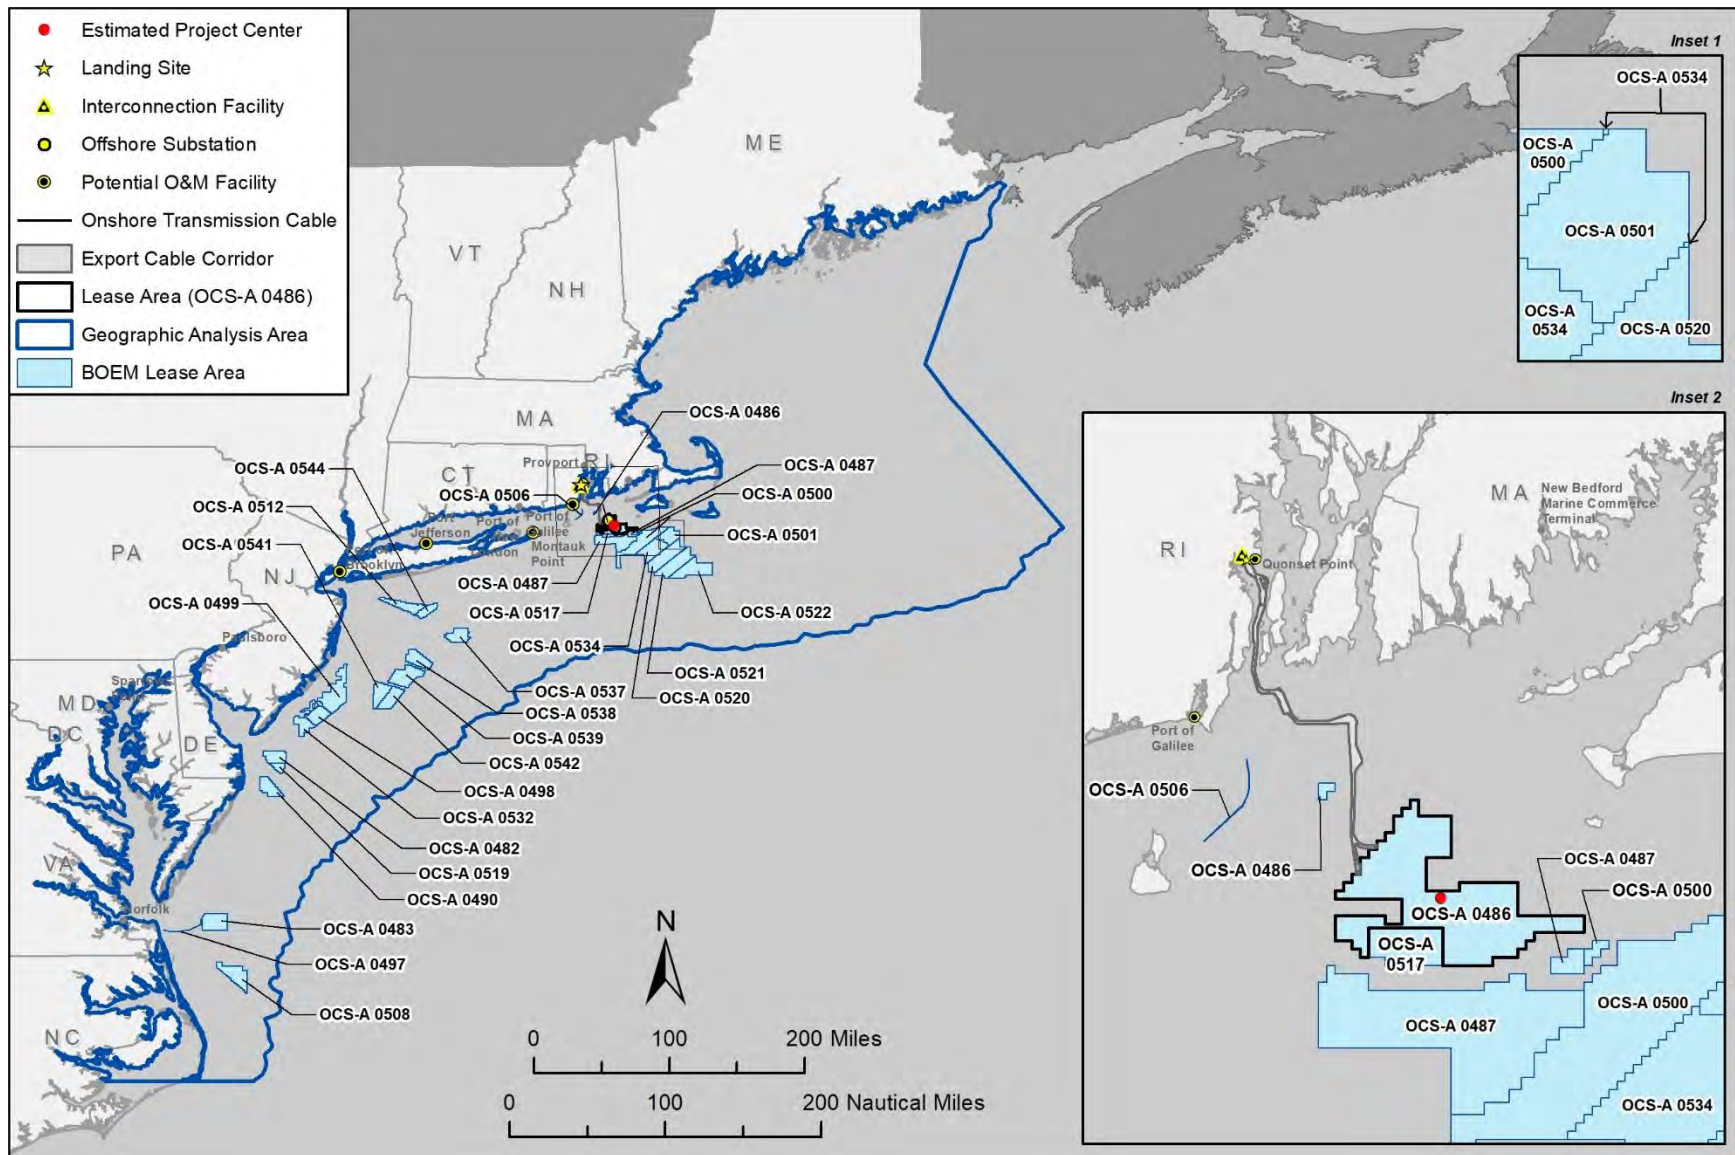 Estimated Project Center
Landing Site
Interconnection Facility
Offshore Substation
Potential O&M Facility
Onshore Transmission Cable
Export Cable Corridor
Lease Area (OCS-A 0486)
Geographic Analysis Area
BOEM Lease Area
ME
VT
NH
MA
CT
RI
PA
NJ
MD
DC
DE
VA
NC
Provport
Port
Jefferson
Port of
London
Port of
Galilee
Montauk
Point
Brooklyn
Paulsboro
Norfolk
OCS-A 0486
OCS-A 0487
OCS-A 0500
OCS-A 0501
OCS-A 0522
OCS-A 0521
OCS-A 0520
OCS-A 0534
OCS-A 0517
OCS-A 0487
OCS-A 0506
OCS-A 0544
OCS-A 0512
OCS-A 0541
OCS-A 0499
OCS-A 0537
OCS-A 0538
OCS-A 0539
OCS-A 0542
OCS-A 0498
OCS-A 0532
OCS-A 0482
OCS-A 0519
OCS-A 0490
OCS-A 0483
OCS-A 0497
OCS-A 0508
N
0 100 200 Miles
0 100 200 Nautical Miles
Inset 1
OCS-A 0534
OCS-A
0500
OCS-A 0501
OCS-A
0534
OCS-A 0520
Inset 2
MA
New Bedford
Marine Commerce
Terminal
RI
Quonset Point
Port of
Galilee
OCS-A 0506
OCS-A 0486
OCS-A 0487
OCS-A 0500
OCS-A 0486
OCS-A
0517
OCS-A 0500
OCS-A 0487
OCS-A 0534